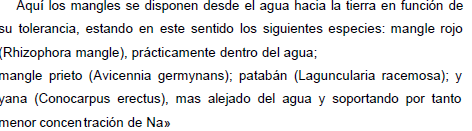 Aquí los mangles se disponen desde el agua hacia la tierra en función de
su tolerancia, estando en este sentido los siguientes especies: mangle rojo
(Rhizophora mangle), prácticamente dentro del agua;
mangle prieto (Avicennia germynans); patabán (Laguncularia racemosa); y
yana (Conocarpus erectus), mas alejado del agua y soportando por tanto
menor concentración de Na»